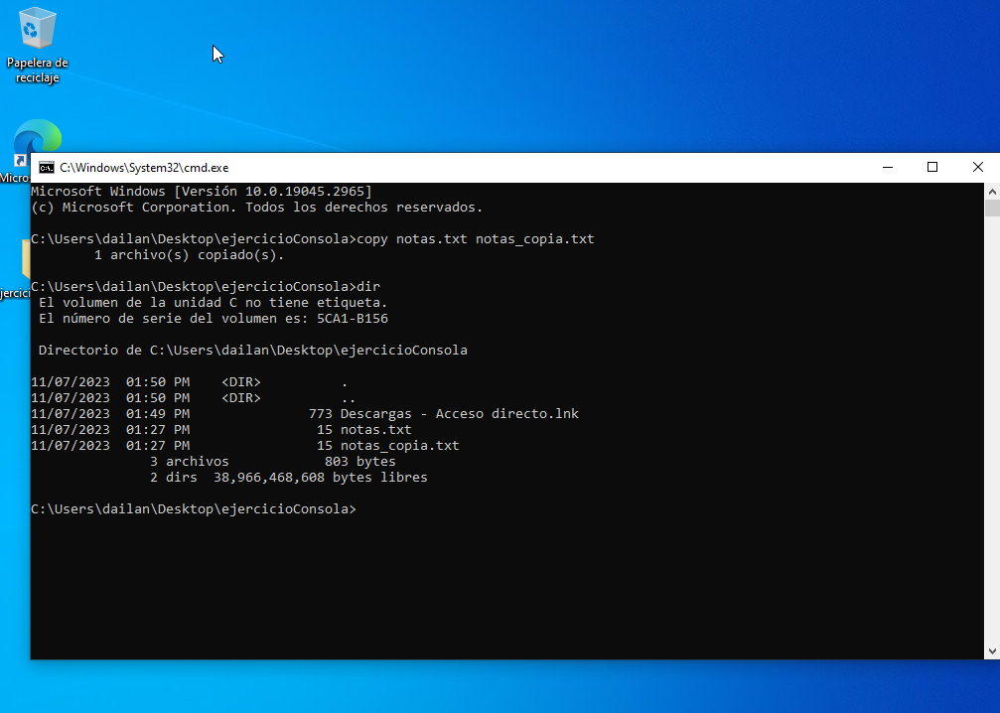 Papelera de
reciclaje
C:\Windows\System32\cmd.exe
Microsoft Windows [Versión 10.0.19045.2965]
(c) Microsoft Corporation. Todos los derechos reservados.
C:\Users\dailan\Desktop\ejercicioConsola>copy notas.txt notas_copia.txt
        1 archivo(s) copiado(s).
C:\Users\dailan\Desktop\ejercicioConsola>dir
 El volumen de la unidad C no tiene etiqueta.
 El número de serie del volumen es: 5CA1-B156
 Directorio de C:\Users\dailan\Desktop\ejercicioConsola
11/07/2023  01:50 PM    <DIR>          .
11/07/2023  01:50 PM    <DIR>          ..
11/07/2023  01:49 PM               773 Descargas - Acceso directo.lnk
11/07/2023  01:27 PM                15 notas.txt
11/07/2023  01:27 PM                15 notas_copia.txt
               3 archivos            803 bytes
               2 dirs  38,966,468,608 bytes libres
C:\Users\dailan\Desktop\ejercicioConsola>